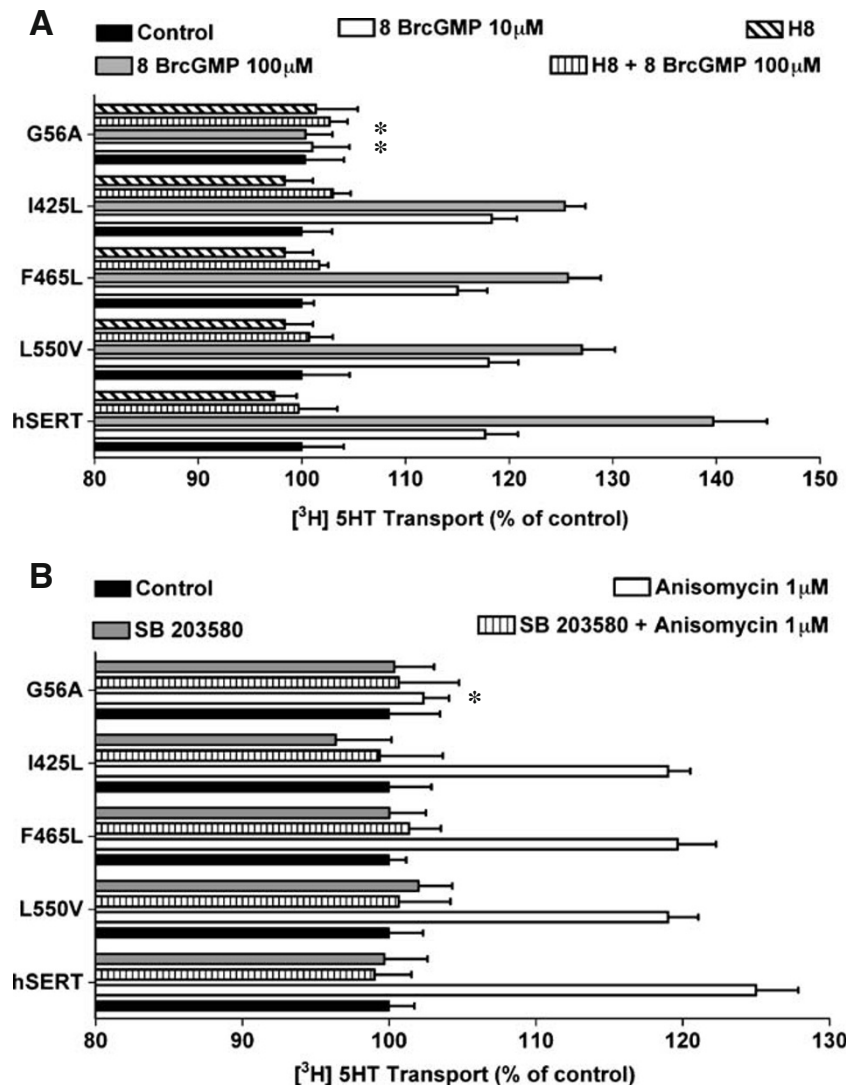 A
Control
8 BrcGMP 10μM
H8
8 BrcGMP 100μM
H8 + 8 BrcGMP 100μM
G56A
*
*
I425L
F465L
L550V
hSERT
80 90 100 110 120 130 140 150
[³H] 5HT Transport (% of control)
B
Control
Anisomycin 1μM
SB 203580
SB 203580 + Anisomycin 1μM
G56A
*
I425L
F465L
L550V
hSERT
80 90 100 110 120 130
[³H] 5HT Transport (% of control)